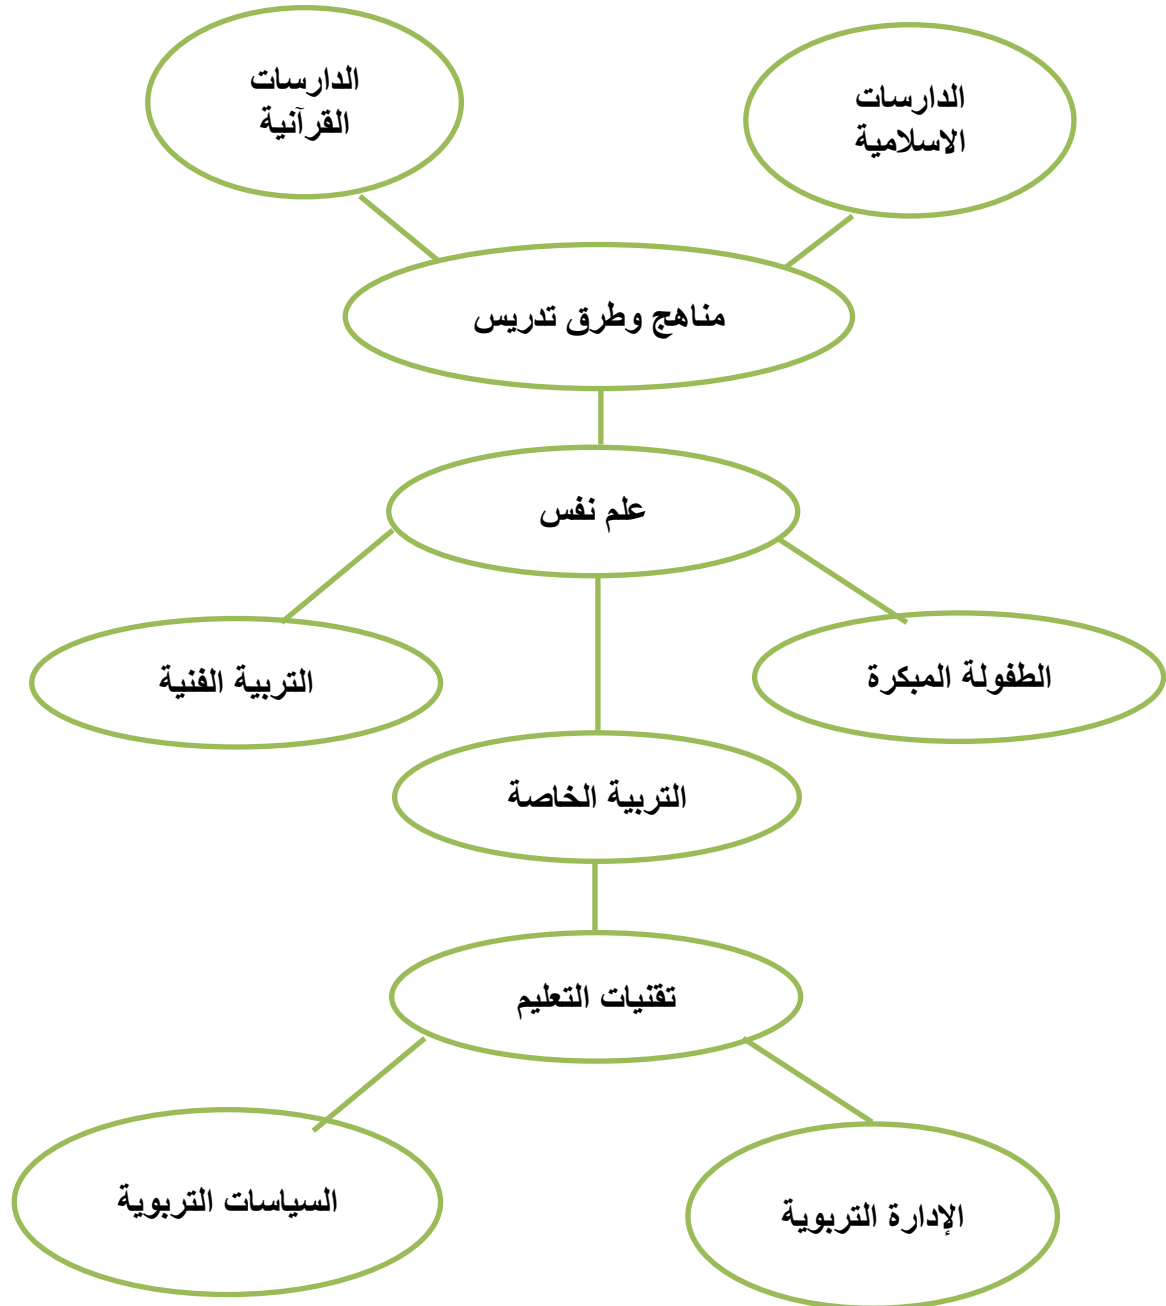 الدارسات
الاسلامية
الدارسات
القرآنية
مناهج وطرق تدريس
علم نفس
الطفولة المبكرة
التربية الفنية
التربية الخاصة
تقنيات التعليم
الإدارة التربوية
السياسات التربوية